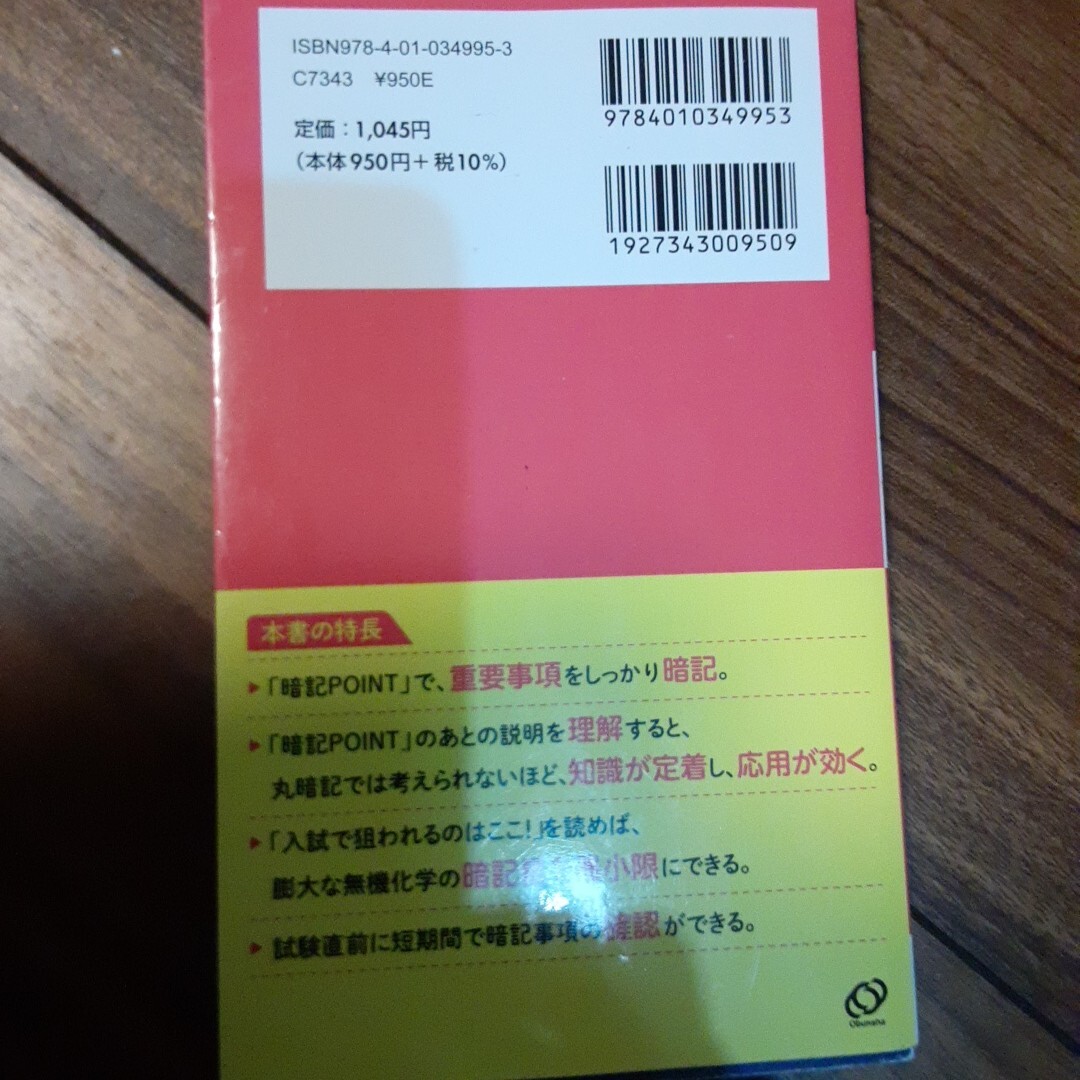 ISBN978-4-01-034995-3
C7343 ¥950E
定価：1,045円
（本体950円＋税10%）
9784010349953
1927343009509
本書の特長
▶「暗記POINT」で、重要事項をしっかり暗記。
▶「暗記POINT」のあとの説明を理解すると、
丸暗記では考えられないほど、知識が定着し、応用が効く。
▶「入試で狙われるのはここ！」を読めば、
膨大な無機化学の暗記 小限にできる。
▶試験直前に短期間で暗記事項の確認ができる。
Obunsha